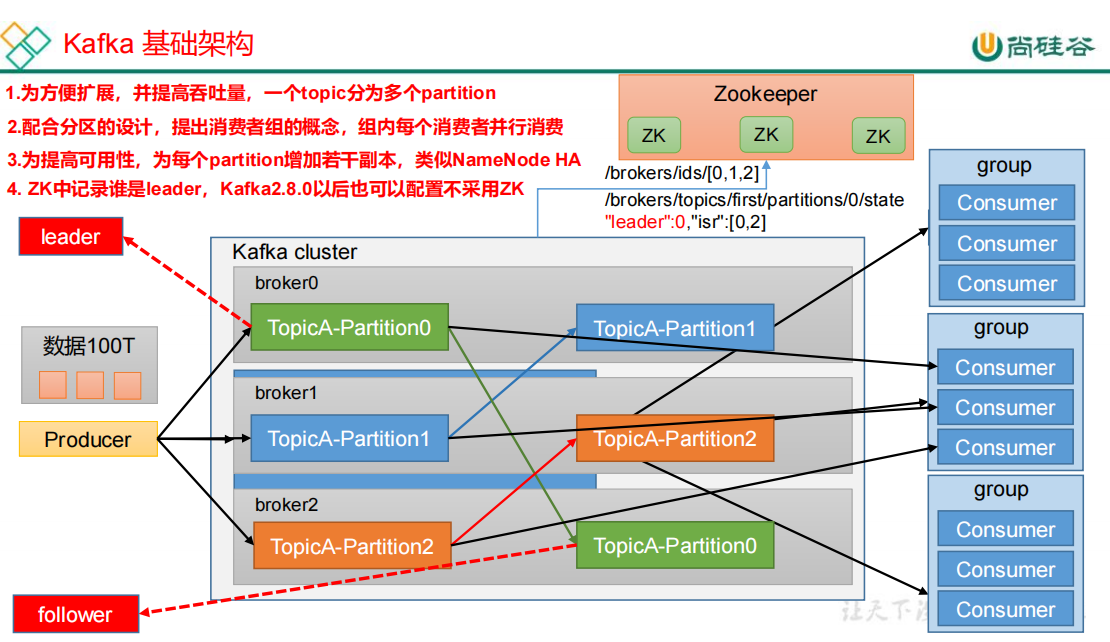 Kafka 基础架构
尚硅谷
1.为方便扩展，并提高吞吐量，一个topic分为多个partition
2.配合分区的设计，提出消费者组的概念，组内每个消费者并行消费
3.为提高可用性，为每个partition增加若干副本，类似NameNode HA
4. ZK中记录谁是leader，Kafka2.8.0以后也可以配置不采用ZK
Zookeeper
ZK
ZK
ZK
/brokers/ids/[0,1,2]
/brokers/topics/first/partitions/0/state
"leader":0,"isr":[0,2]
leader
数据100T
Producer
follower
Kafka cluster
broker0
TopicA-Partition0
TopicA-Partition1
broker1
TopicA-Partition1
TopicA-Partition2
broker2
TopicA-Partition2
TopicA-Partition0
group
Consumer
Consumer
Consumer
group
Consumer
Consumer
Consumer
group
Consumer
Consumer
Consumer
让天下没